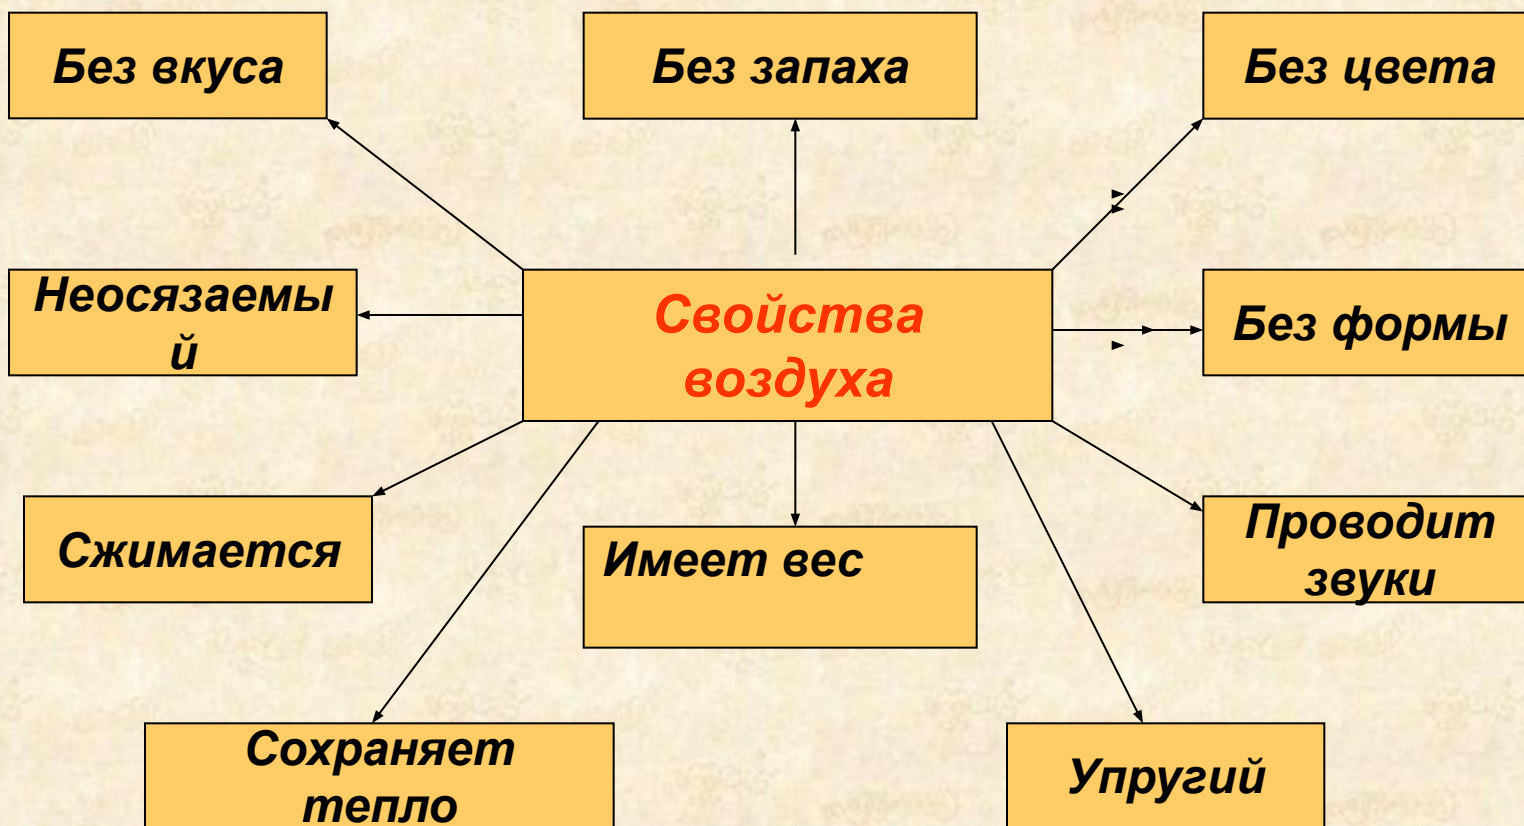 Без вкуса
Без запаха
Без цвета
Неосязаемы
й
Свойства
воздуха
Без формы
Сжимается
Имеет вес
Проводит
звуки
Сохраняет
тепло
Упругий